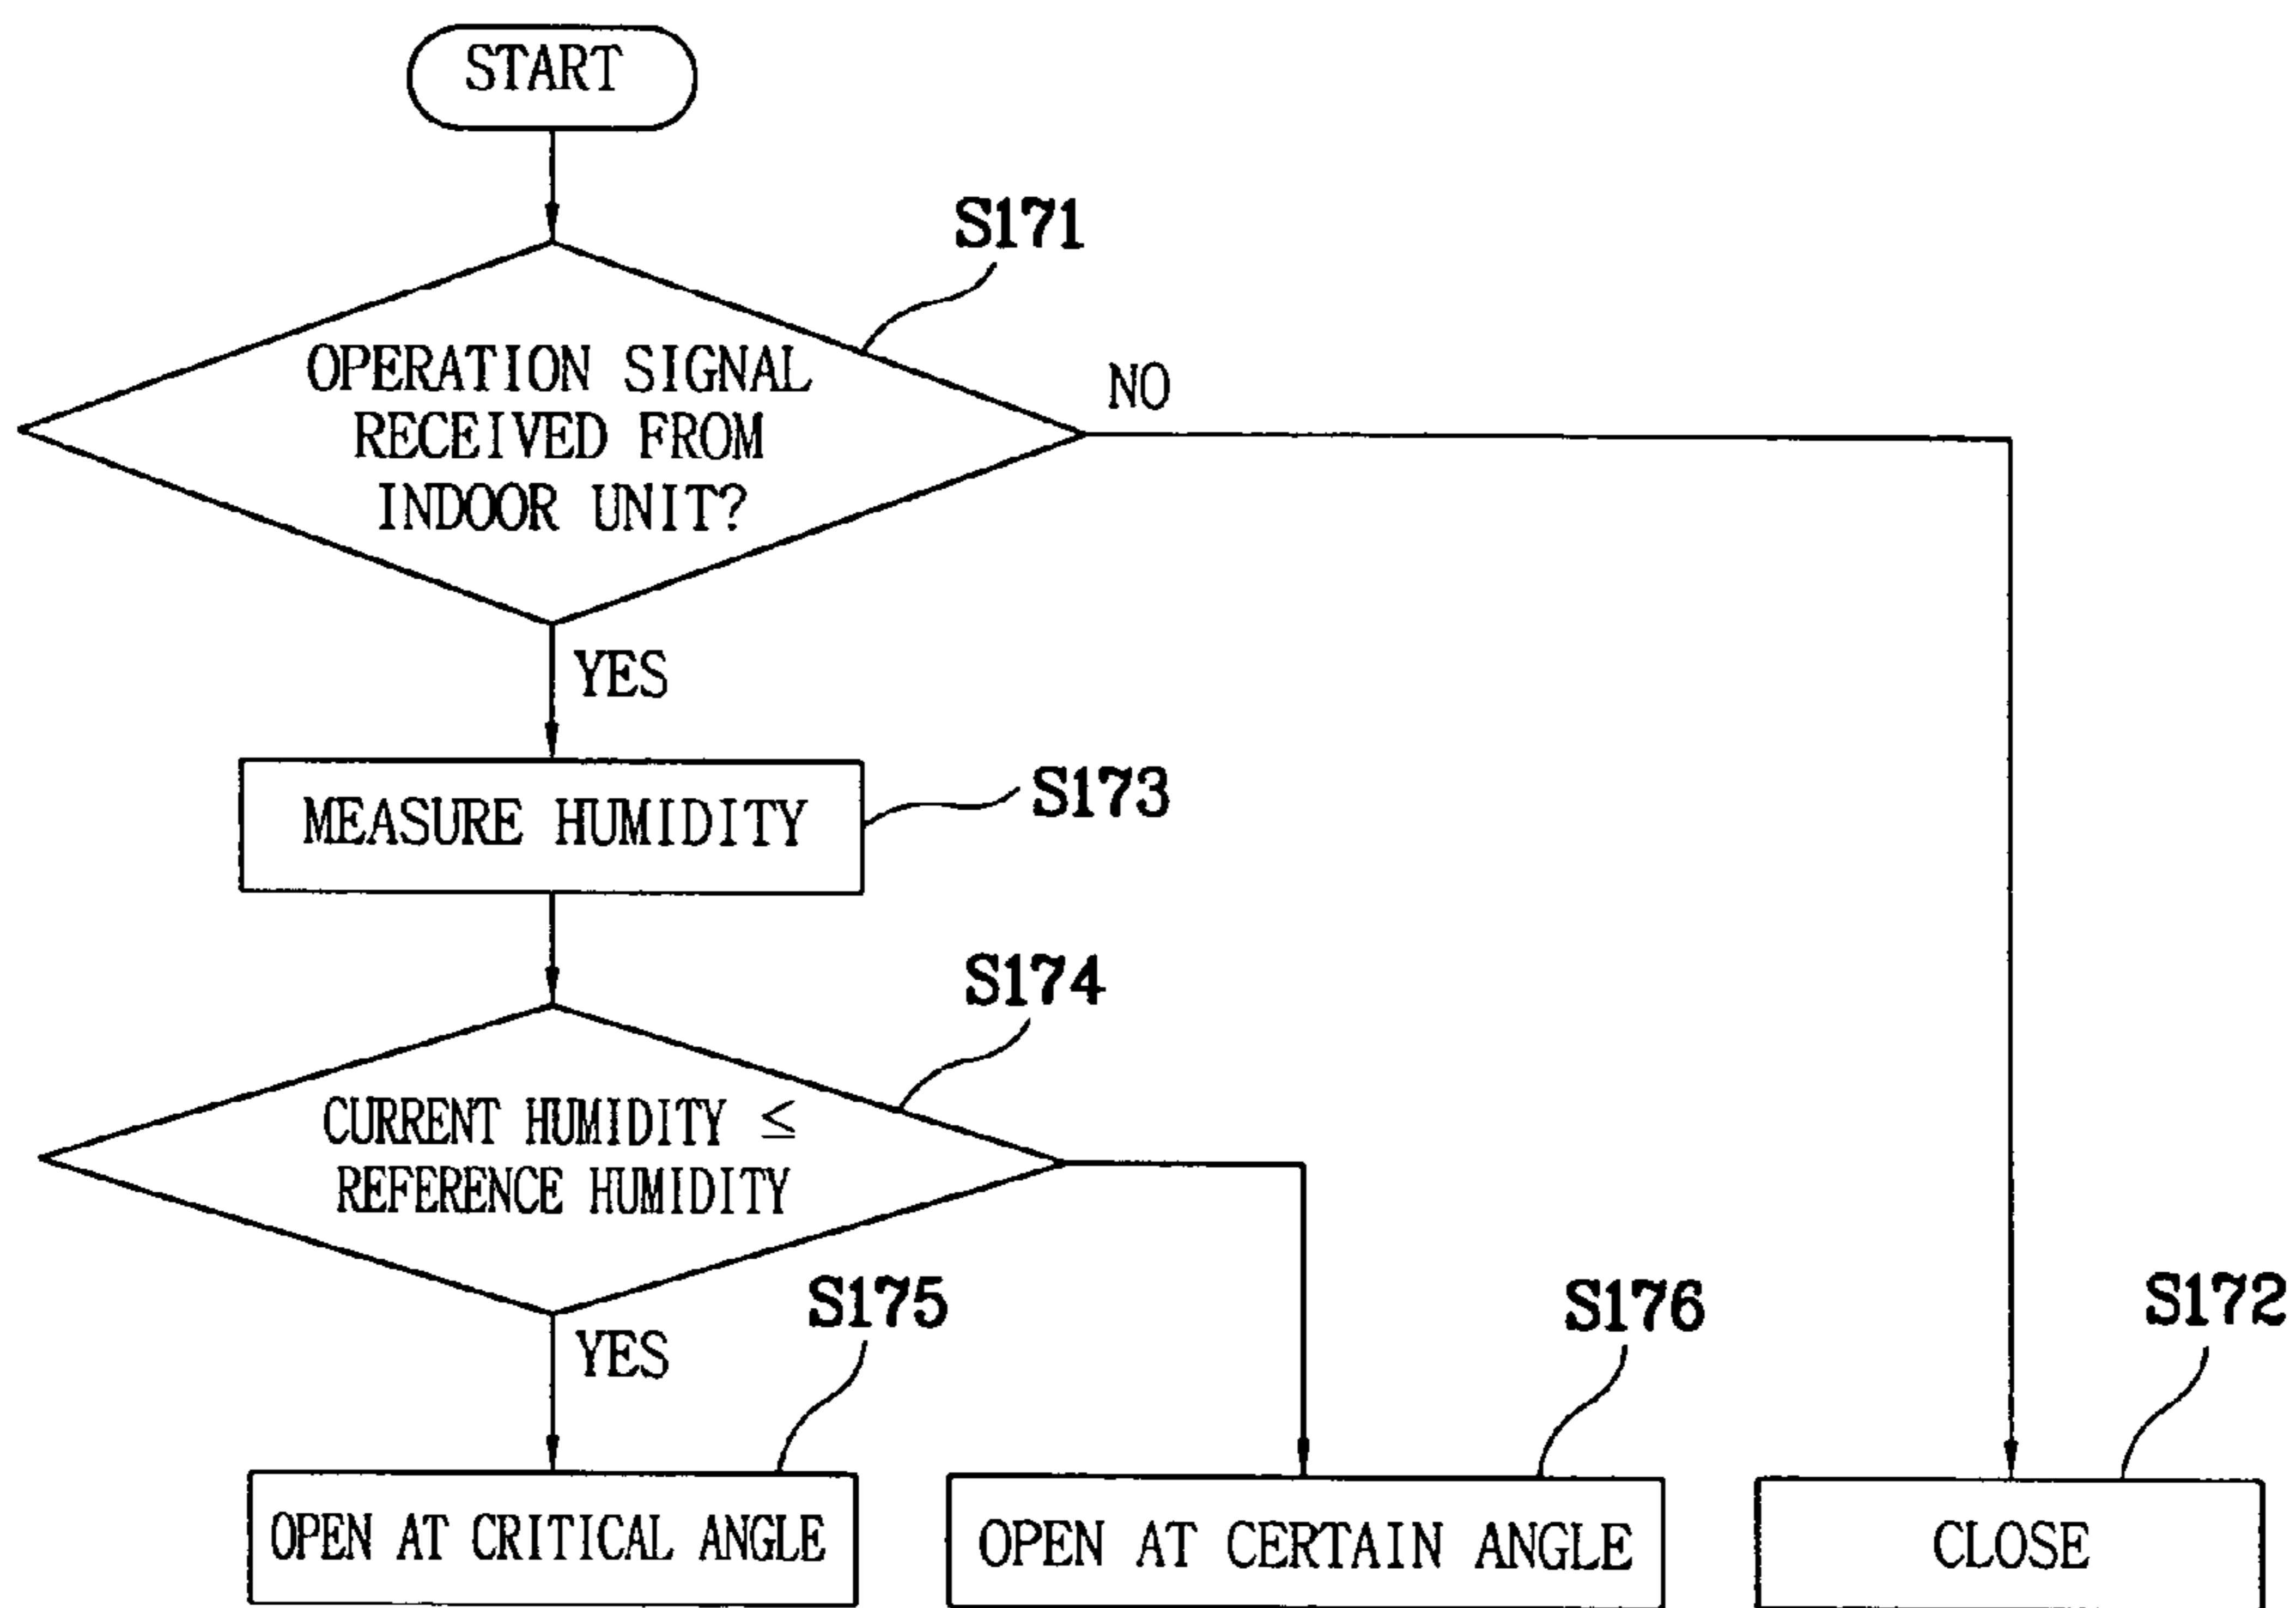 START
S171
OPERATION SIGNAL
RECEIVED FROM
INDOOR UNIT?
NO
YES
MEASURE HUMIDITY
S173
S174
CURRENT HUMIDITY ≤
REFERENCE HUMIDITY
YES
S175
S176
S172
OPEN AT CRITICAL ANGLE
OPEN AT CERTAIN ANGLE
CLOSE